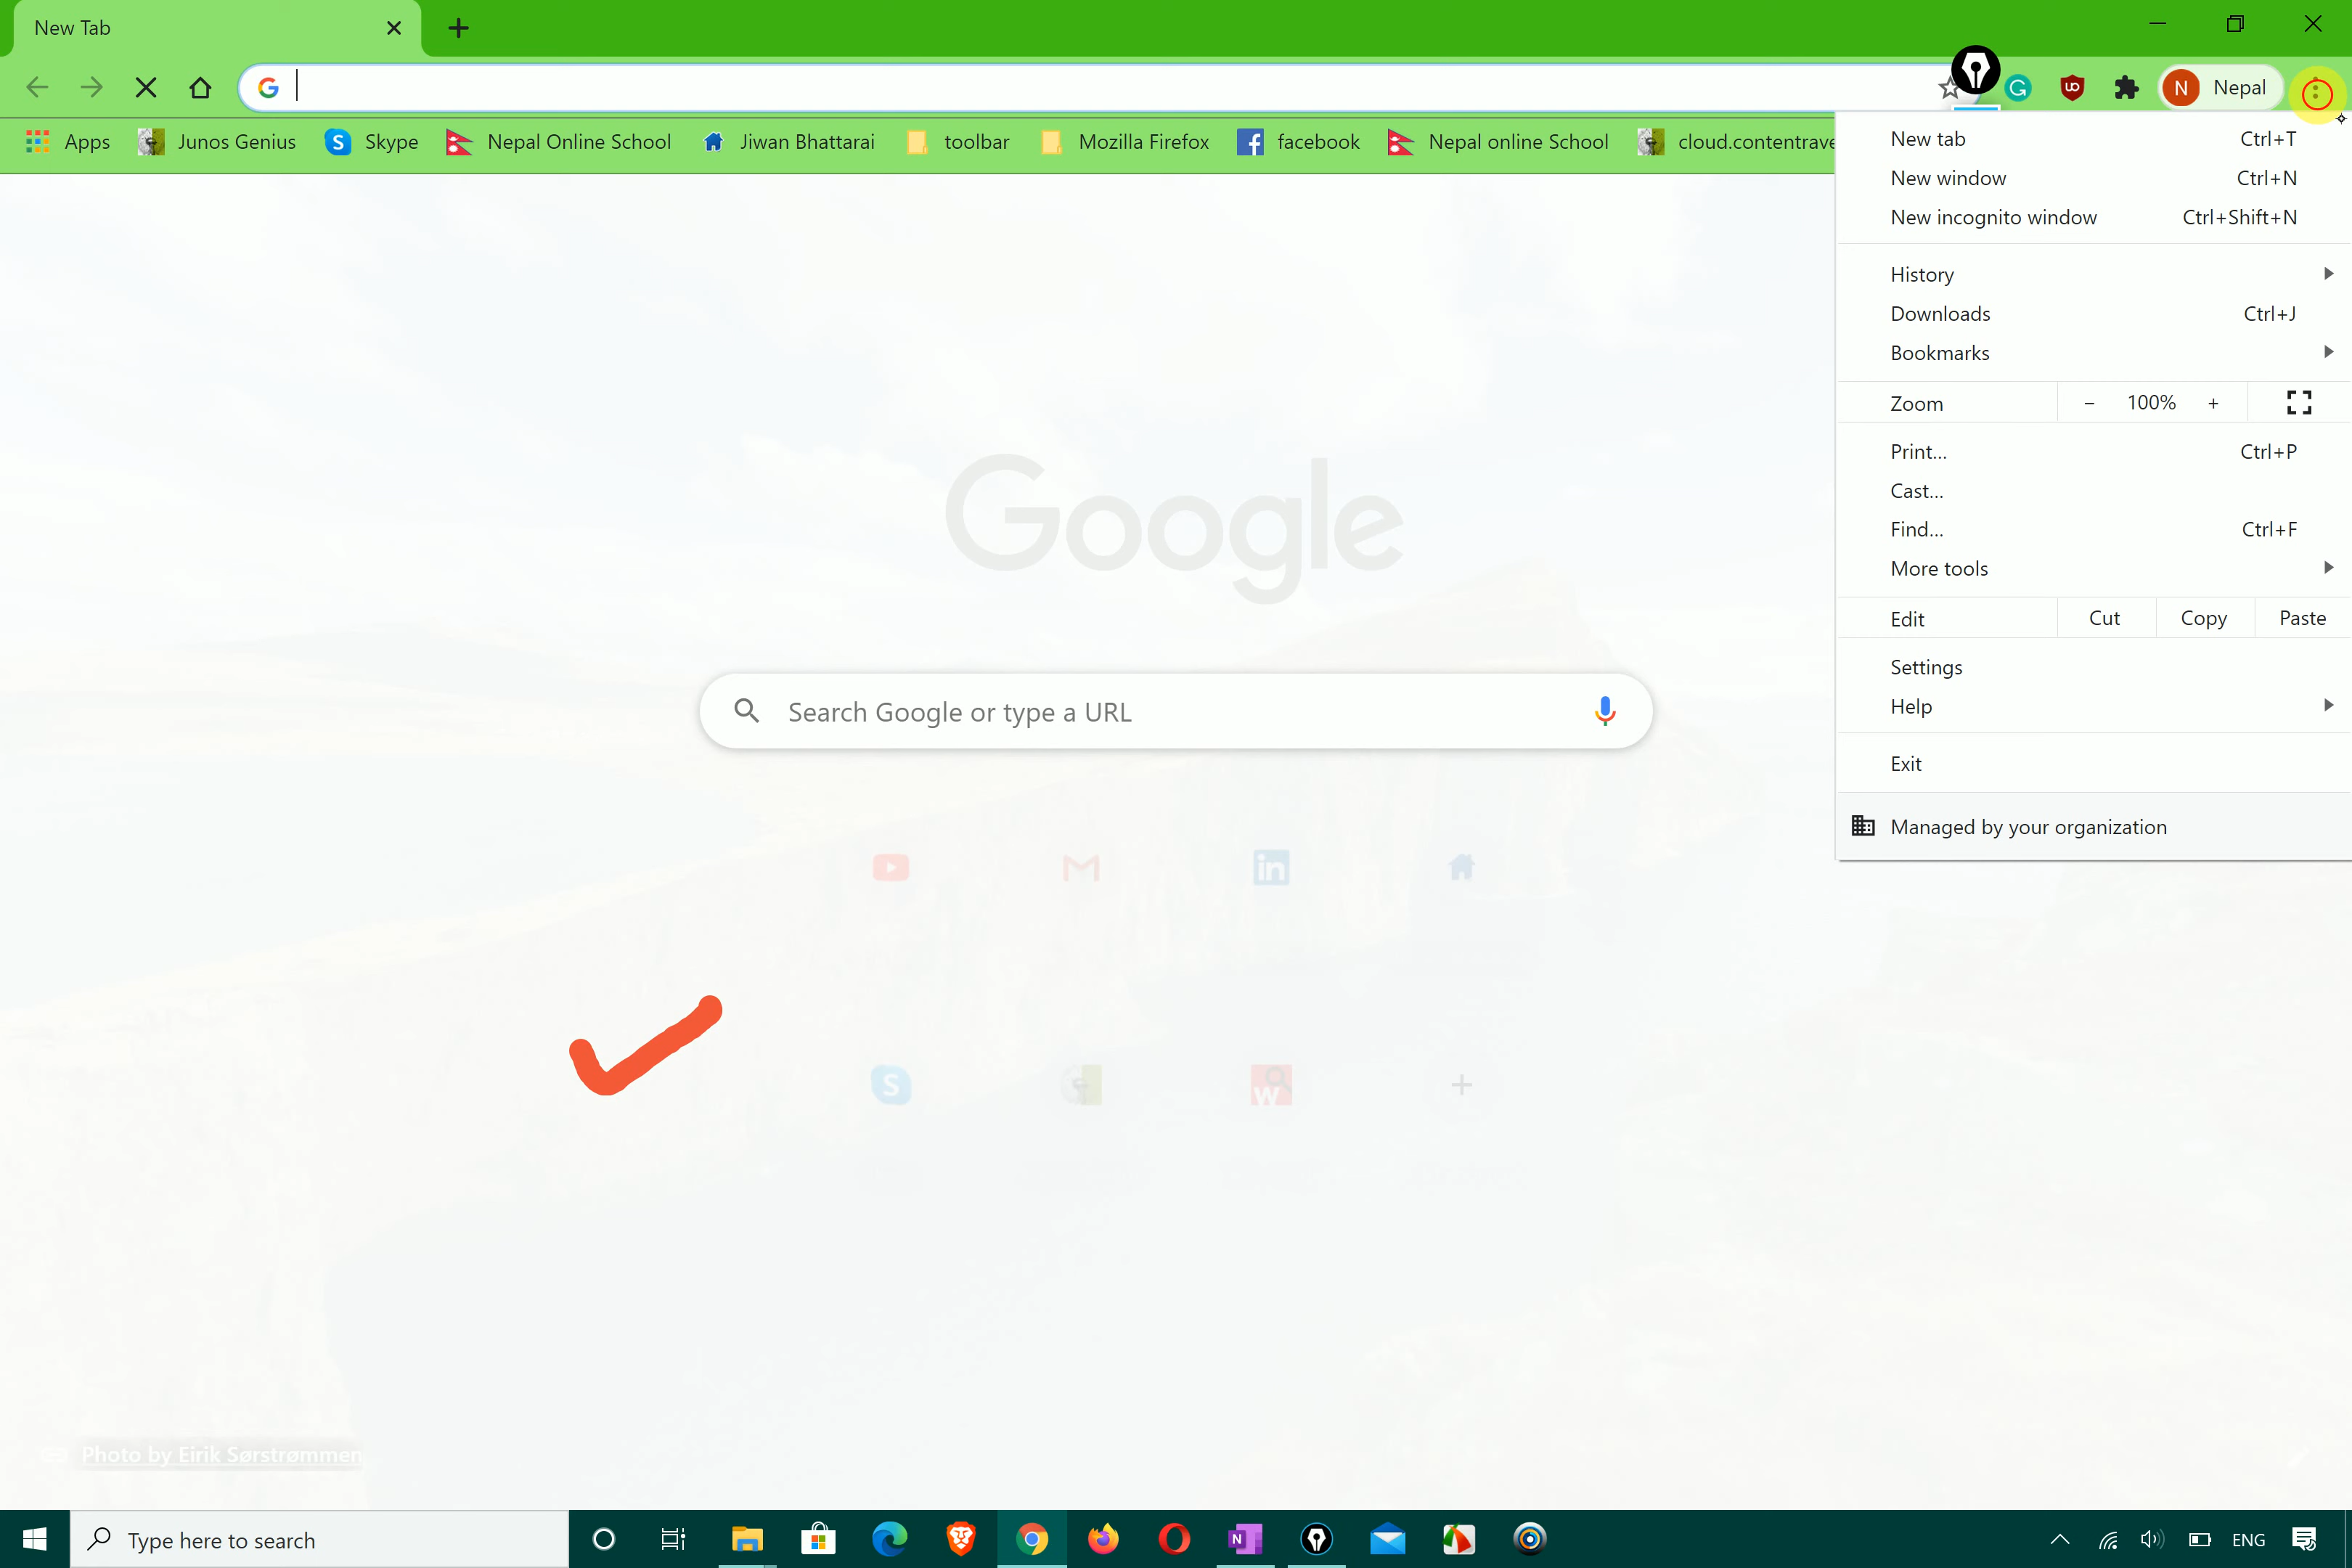 New Tab
N Nepal
Apps Junos Genius Skype Nepal Online School Jiwan Bhattarai toolbar Mozilla Firefox facebook Nepal online School cloud.contentrave
New tab Ctrl+T
New window Ctrl+N
New incognito window Ctrl+Shift+N
History
Downloads Ctrl+J
Bookmarks
Zoom − 100% +
Print... Ctrl+P
Cast...
Find... Ctrl+F
More tools
Edit Cut Copy Paste
Settings
Help
Exit
Managed by your organization
Google
Search Google or type a URL
Photo by Eirik Sørstrømmen
Type here to search
ENG